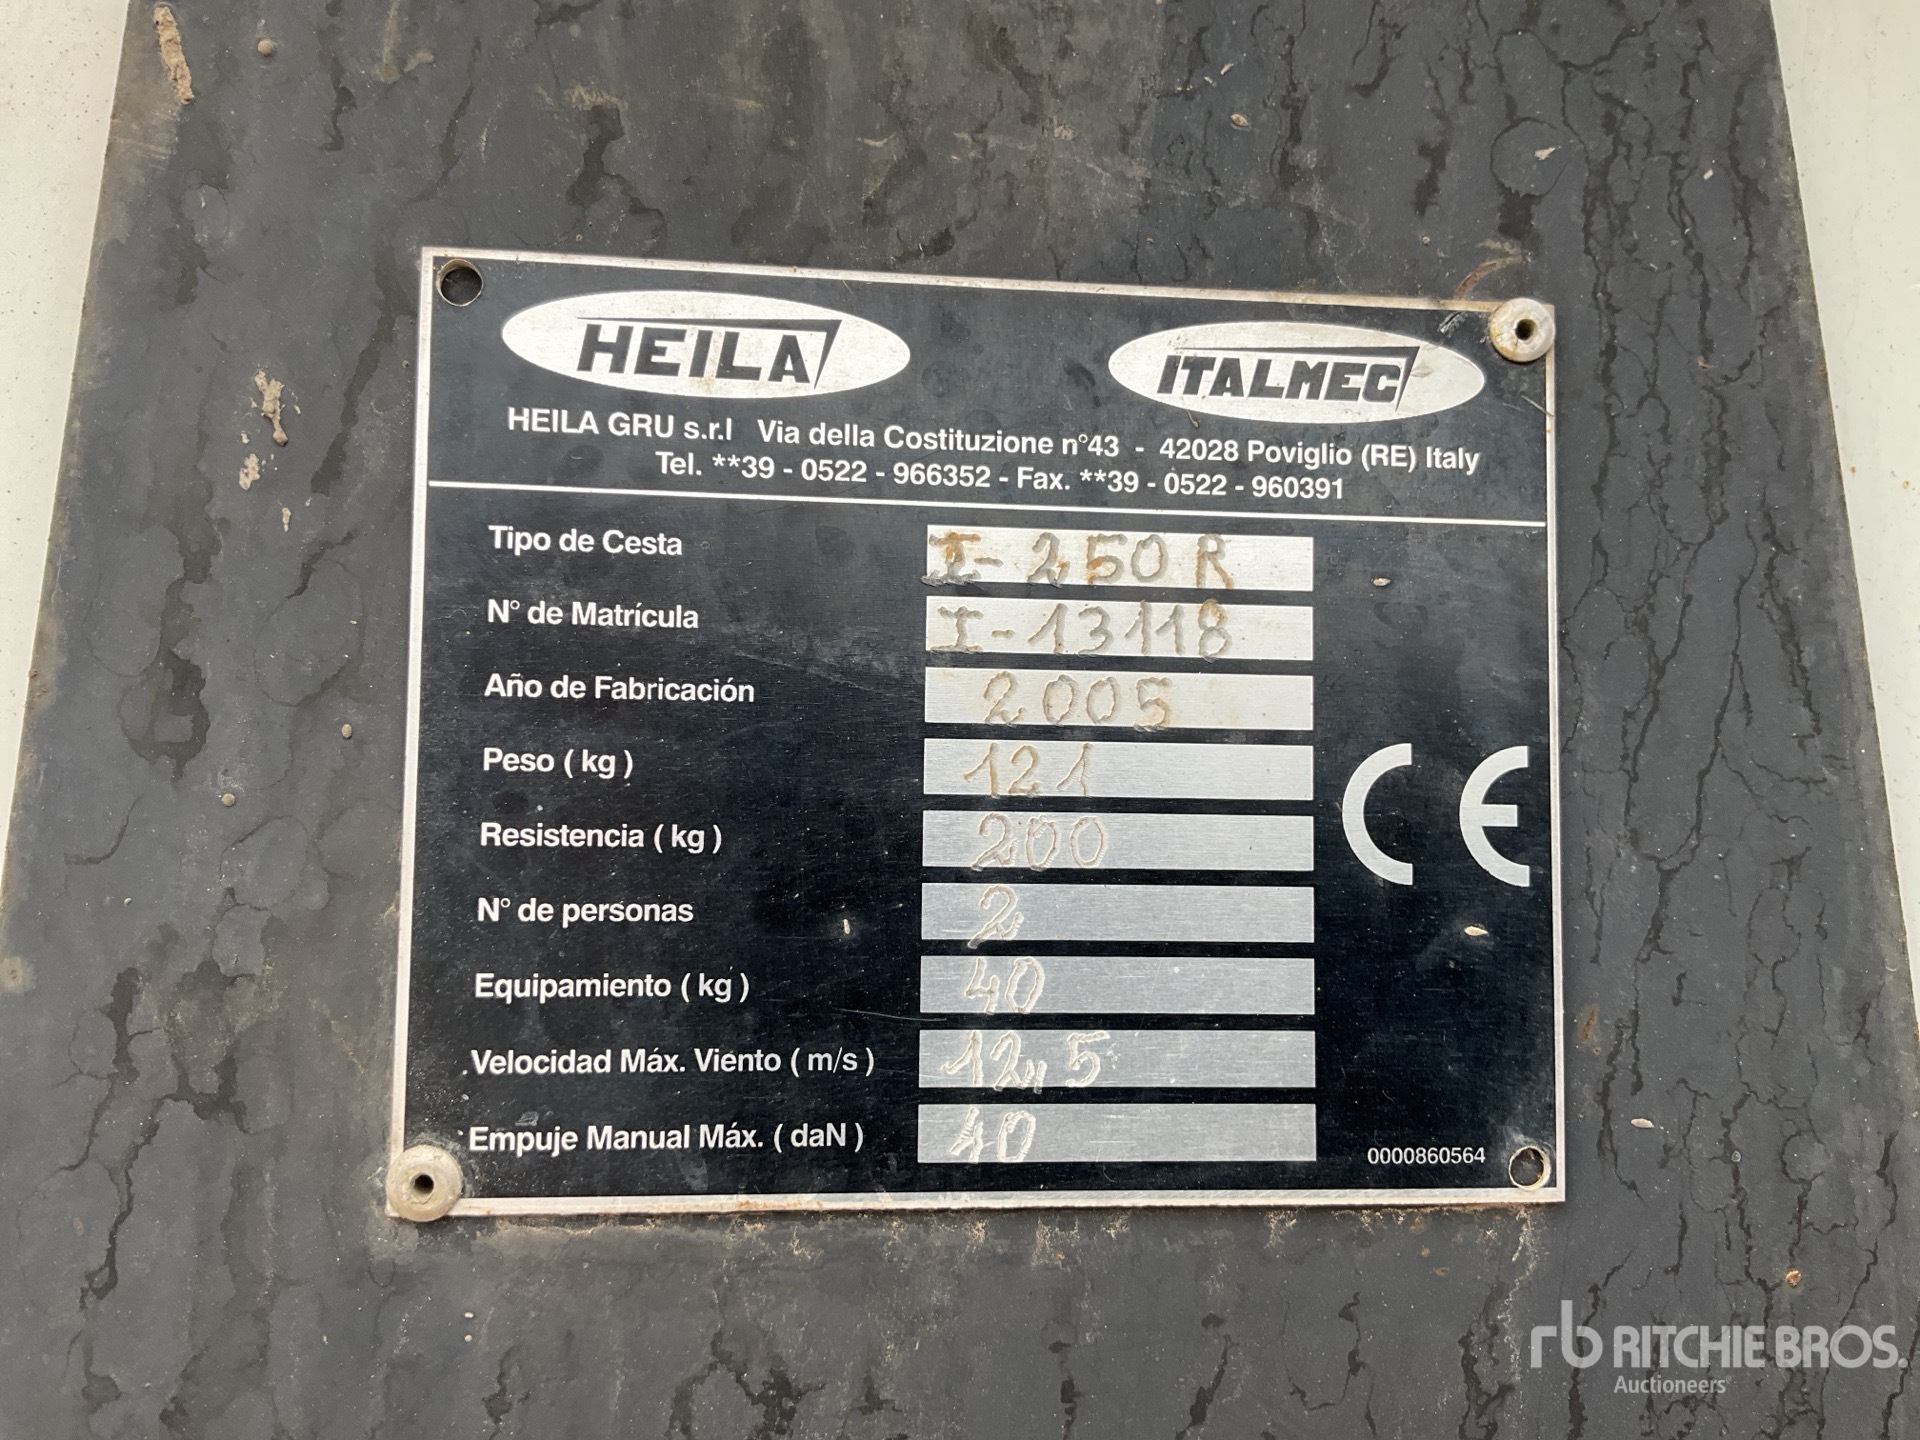 HEILA ITALMEC
HEILA GRU s.r.l Via della Costituzione n°43 - 42028 Poviglio (RE) Italy
Tel. **39 - 0522 - 966352 - Fax. **39 - 0522 - 960391
Tipo de Cesta I-250R
N° de Matrícula I-13118
Año de Fabricación 2005
Peso ( kg ) 121
Resistencia ( kg ) 200
N° de personas 2
Equipamiento ( kg ) 40
Velocidad Máx. Viento ( m/s ) 12,,5
Empuje Manual Máx. ( daN ) 40
CE
0000860564
rb RITCHIE BROS.
Auctioneers